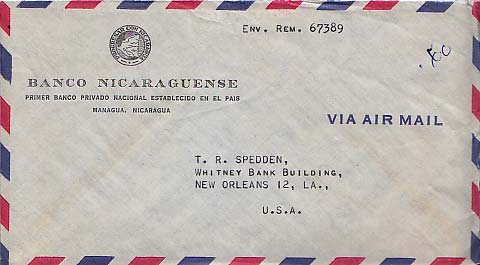 Env. Rem. 67389
.60
BANCO NICARAGUENSE
PRIMER BANCO PRIVADO NACIONAL ESTABLECIDO EN EL PAIS
MANAGUA, NICARAGUA
VIA AIR MAIL
T. R. SPEDDEN,
WHITNEY BANK BUILDING,
NEW ORLEANS 12, LA.,
U.S.A.